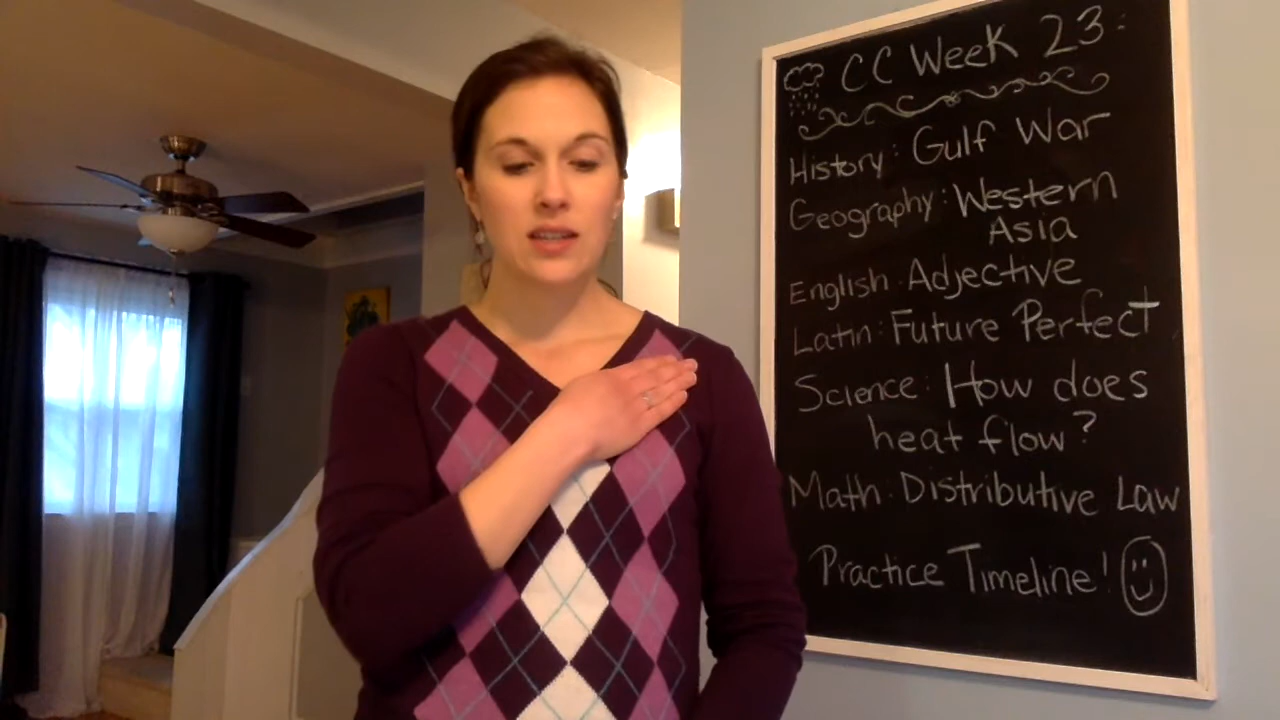 CC Week 23:
History: Gulf War
Geography: Western
Asia
English: Adjective
Latin: Future Perfect
Science: How does
heat flow?
Math: Distributive Law
Practice Timeline!